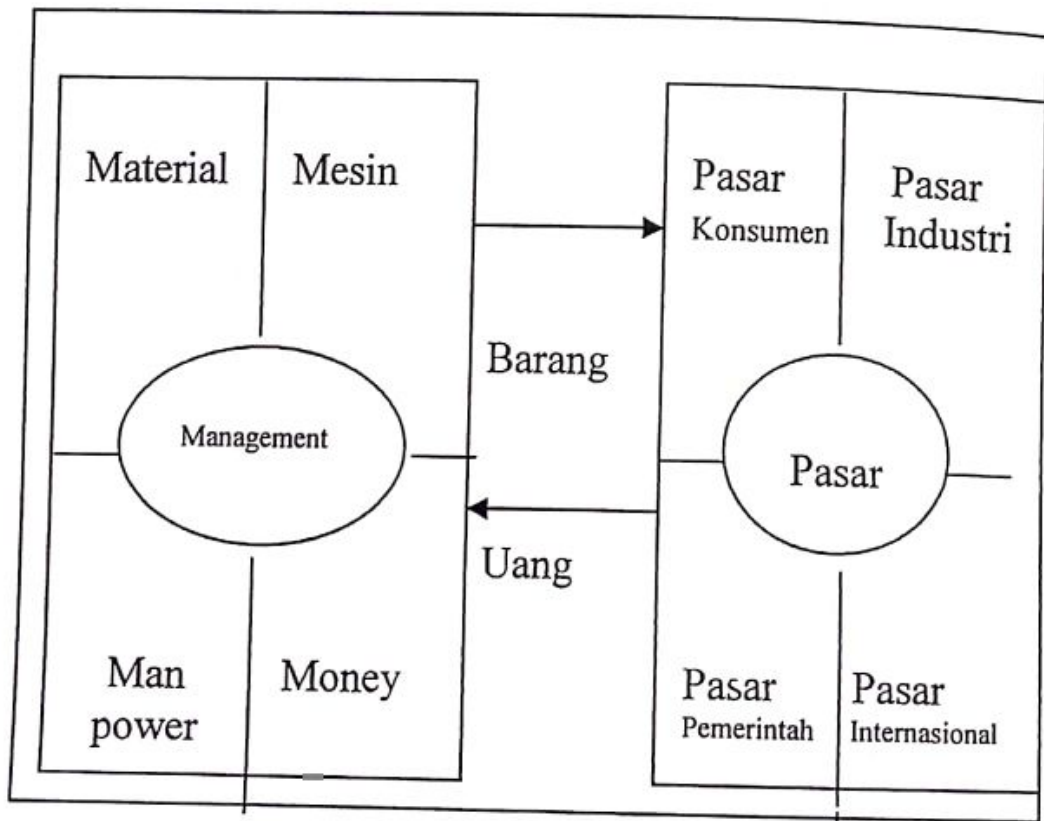 Material
Mesin
Management
Man
power
Money
Barang
Uang
Pasar
Konsumen
Pasar
Industri
Pasar
Pasar
Pemerintah
Pasar
Internasional